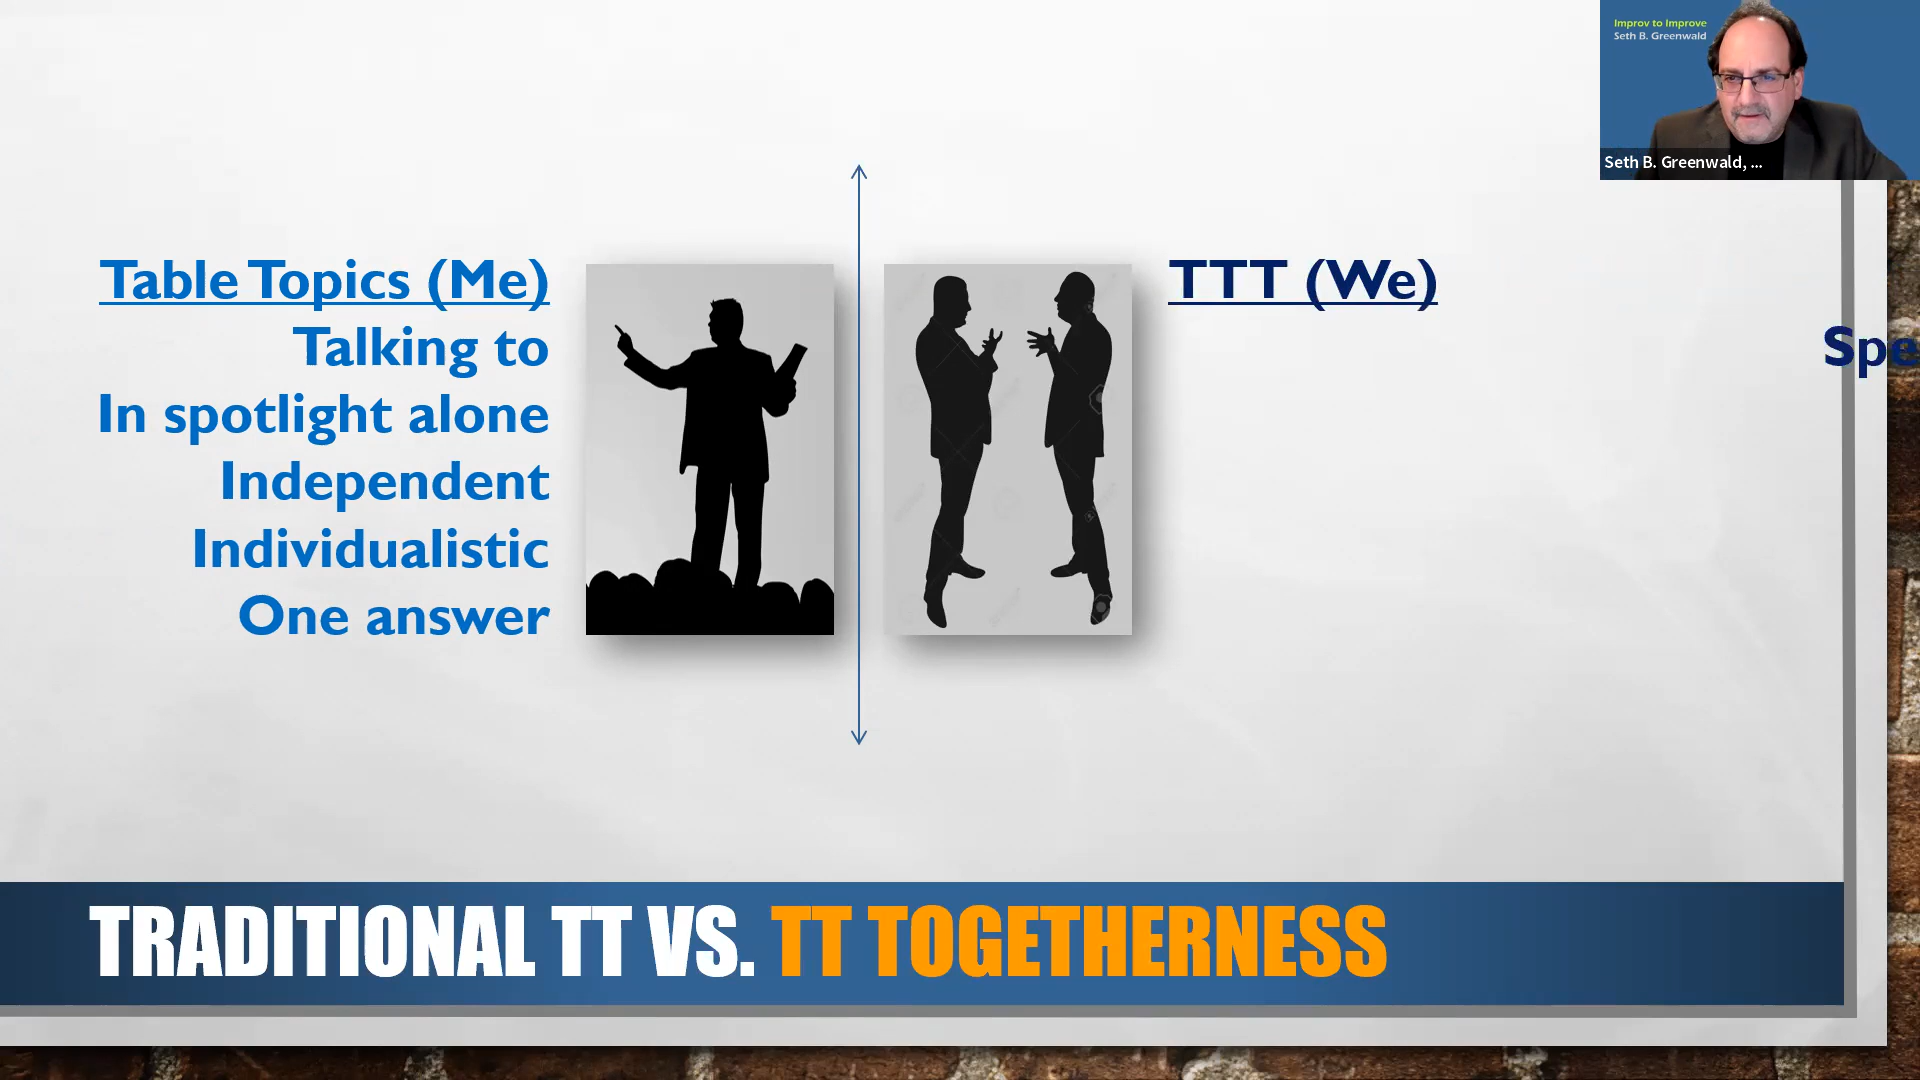 Improv to Improve
Seth B. Greenwald
Seth B. Greenwald, ...
Table Topics (Me)
Talking to
In spotlight alone
Independent
Individualistic
One answer
TTT (We)
Spe
TRADITIONAL TT VS. TT TOGETHERNESS